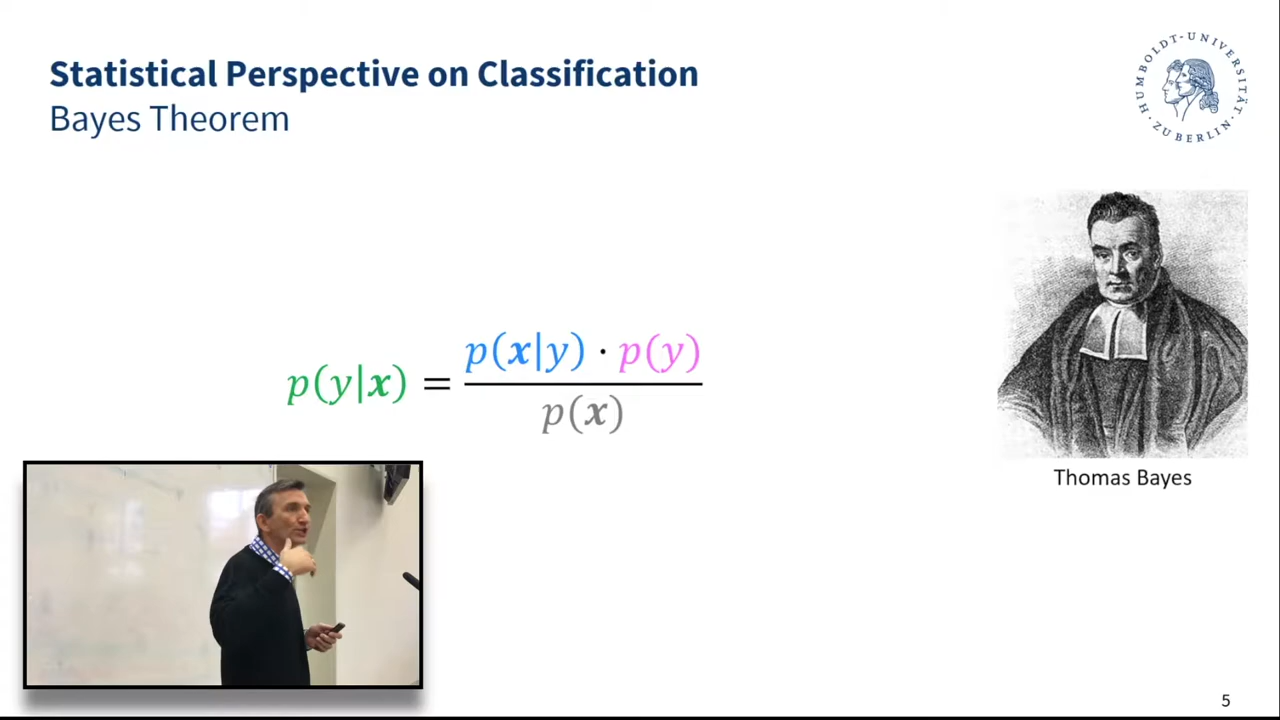 Statistical Perspective on Classification
Bayes Theorem
HUMBOLDT-UNIVERSITÄT · ZU BERLIN ·
p(y|x) = p(x|y) · p(y) / p(x)
Thomas Bayes
5